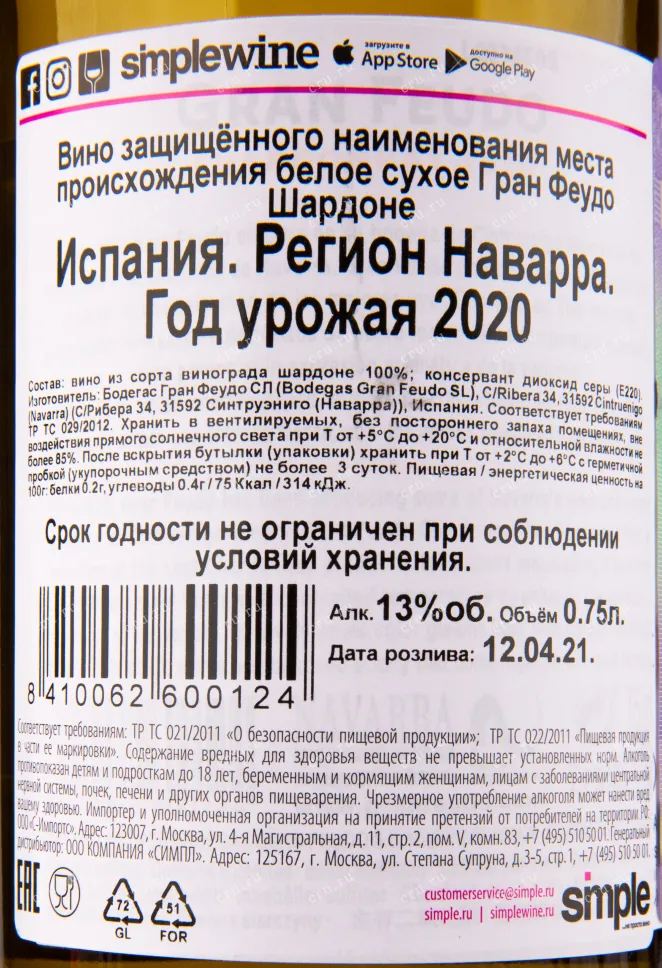 simplewine загрузите в App Store доступно на Google Play
GRAN FEUDO
Вино защищённого наименования места
происхождения белое сухое Гран Феудо
Шардоне
Испания. Регион Наварра.
Год урожая 2020
Состав: вино из сорта винограда шардоне 100%; консервант диоксид серы (E220).
Изготовитель: Бодегас Гран Феудо СЛ (Bodegas Gran Feudo SL), C/Ribera 34, 31592 Cintruenigo
(Navarra) (С/Рибера 34, 31592 Синтруэниго (Наварра)), Испания. Соответствует требованиям
ТР ТС 029/2012. Хранить в вентилируемых, без постороннего запаха помещениях, вне
воздействия прямого солнечного света при Т от +5°C до +20°C и относительной влажности не
более 85%. После вскрытия бутылки (упаковки) хранить при Т от +2°C до +6°C с герметичной
пробкой (укупорочным средством) не более 3 суток. Пищевая / энергетическая ценность на
100г: белки 0.2г, углеводы 0.4г / 75 Ккал / 314 кДж.
Срок годности не ограничен при соблюдении
условий хранения.
Алк. 13%об. Объём 0.75л.
Дата розлива: 12.04.21.
8 410062 600124
NAVARRA
Соответствует требованиям: ТР ТС 021/2011 «О безопасности пищевой продукции»; ТР ТС 022/2011 «Пищевая продукция
в части ее маркировки». Содержание вредных для здоровья веществ не превышает установленных норм. Алкоголь
противопоказан детям и подросткам до 18 лет, беременным и кормящим женщинам, лицам с заболеваниями центральной
нервной системы, почек, печени и других органов пищеварения. Чрезмерное употребление алкоголя может нанести вред
вашему здоровью. Импортер и уполномоченная организация на принятие претензий от потребителей на территории РФ:
ООО «С-Импорто». Адрес: 123007, г. Москва, ул. 4-я Магистральная, д. 11, стр. 2, пом. V, комн. 83, +7 (495) 510 50 01. Генеральный
дистрибьютор: ООО КОМПАНИЯ «СИМПЛ». Адрес: 125167, г. Москва, ул. Степана Супруна, д. 3-5, стр. 1, +7 (495) 510 50 01.
EAC
72
GL
51
FOR
customerservice@simple.ru
simple.ru | simplewine.ru
simple
...не просто вино